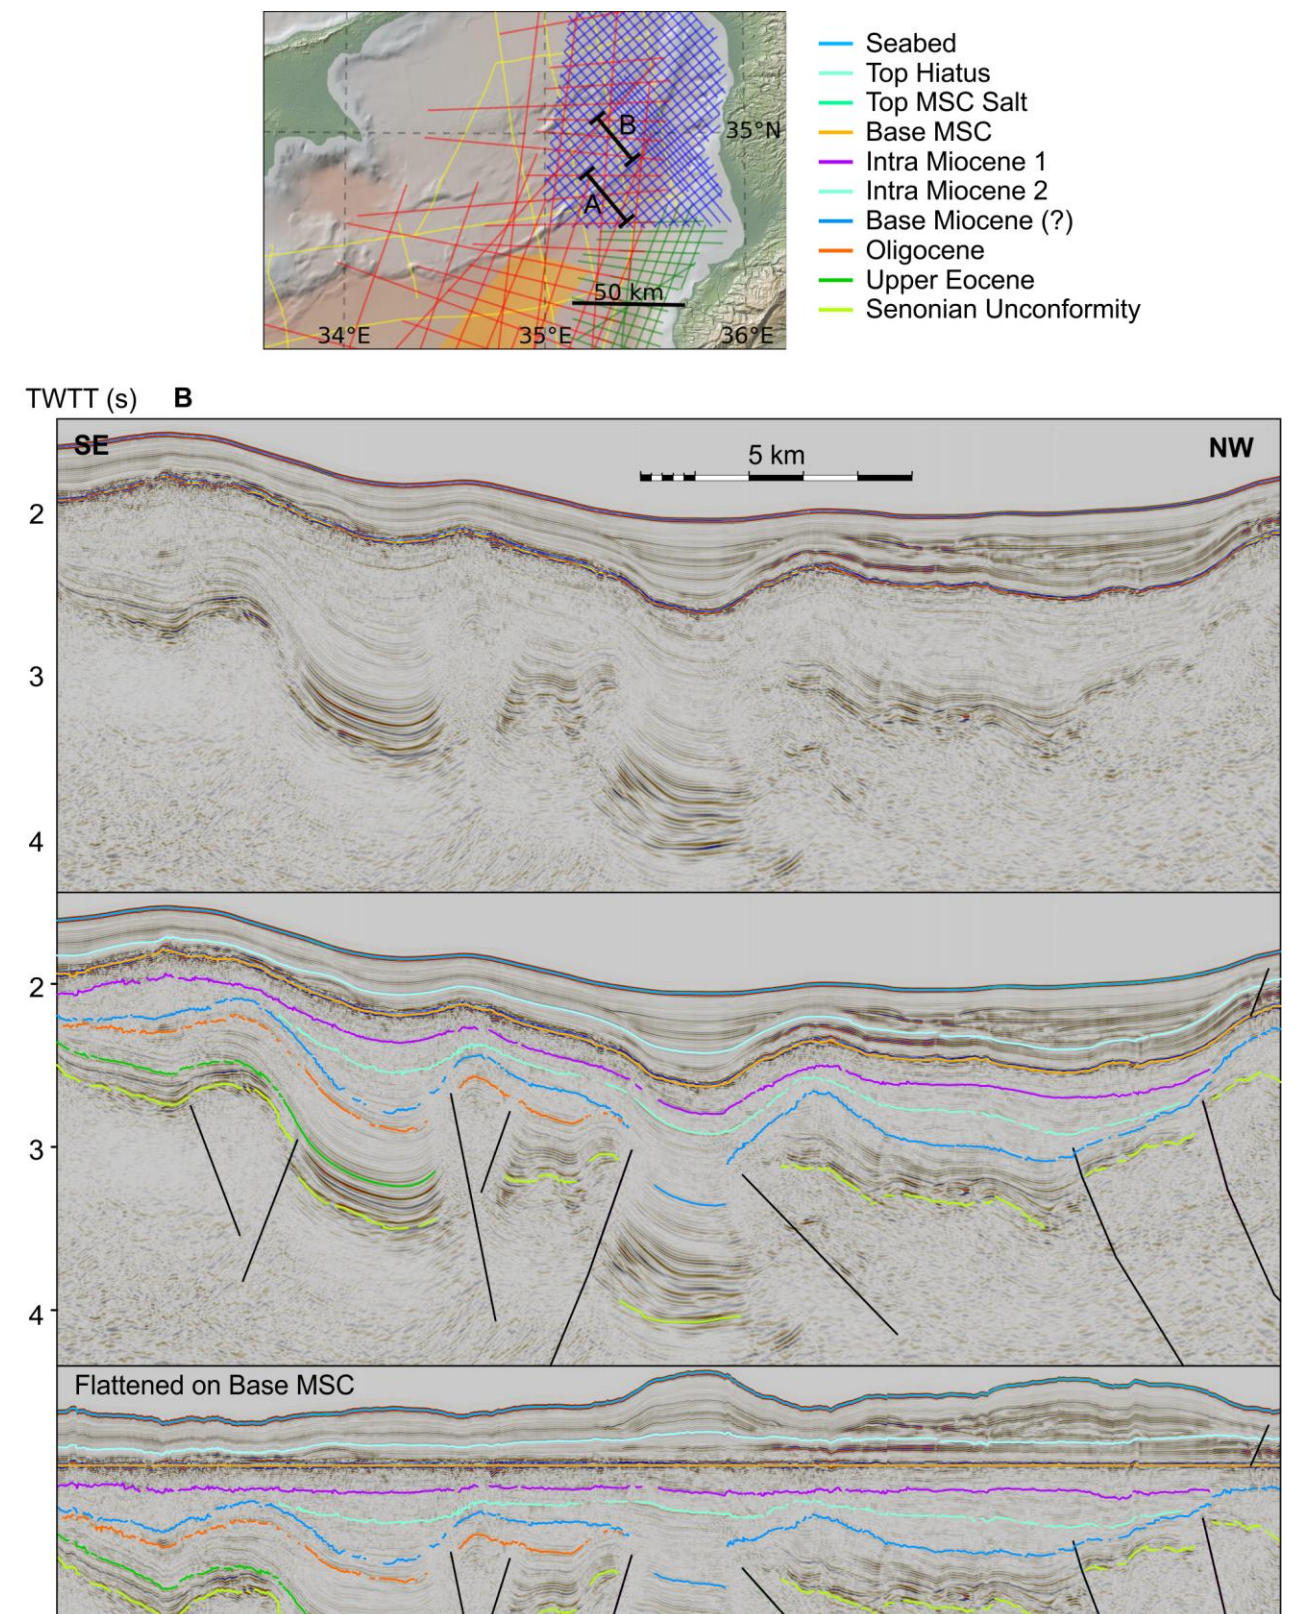 Seabed
Top Hiatus
Top MSC Salt
Base MSC
Intra Miocene 1
Intra Miocene 2
Base Miocene (?)
Oligocene
Upper Eocene
Senonian Unconformity
B
35°N
A
50 km
34°E
35°E
36°E
TWTT (s) B
SE
NW
5 km
2
3
4
2
3
4
Flattened on Base MSC